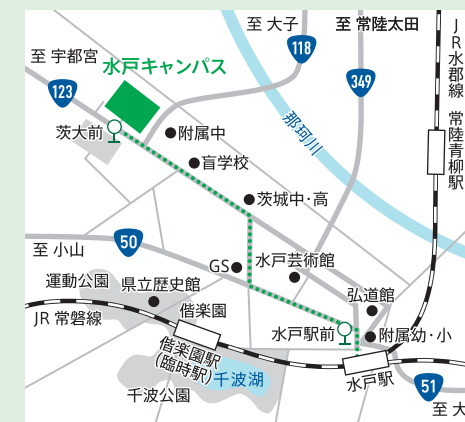 至 大子
至 常陸太田
至 宇都宮
水戸キャンパス
118
349
123
JR水郡線 常陸青柳駅
茨大前
附属中
那珂川
盲学校
茨城中・高
至 小山
50
GS
水戸芸術館
運動公園
県立歴史館
弘道館
偕楽園
JR 常磐線
水戸駅前
附属幼・小
偕楽園駅
(臨時駅)
千波湖
水戸駅
千波公園
51
至 大